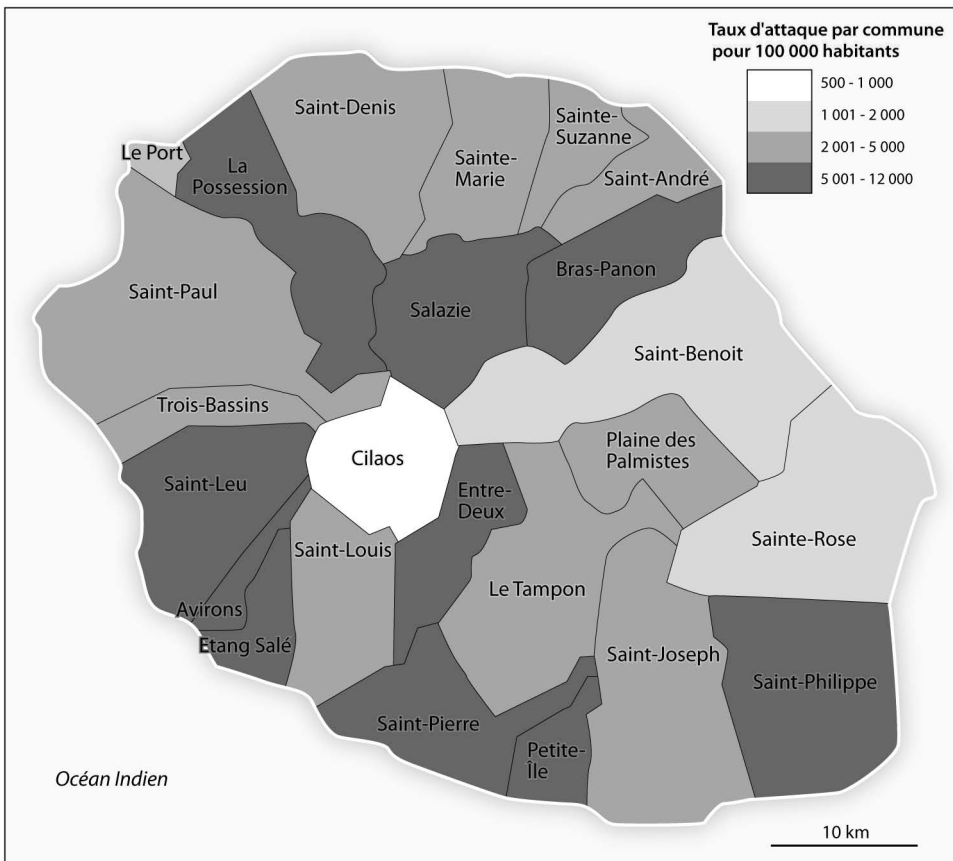 Taux d'attaque par commune
pour 100 000 habitants
500 - 1 000
1 001 - 2 000
2 001 - 5 000
5 001 - 12 000
Saint-Denis
Sainte-
Suzanne
Le Port
La
Possession
Sainte-
Marie
Saint-André
Bras-Panon
Saint-Paul
Salazie
Saint-Benoit
Trois-Bassins
Plaine des
Palmistes
Cilaos
Saint-Leu
Entre-
Deux
Sainte-Rose
Saint-Louis
Le Tampon
Avirons
Etang Salé
Saint-Joseph
Saint-Philippe
Saint-Pierre
Petite-
Île
Océan Indien
10 km